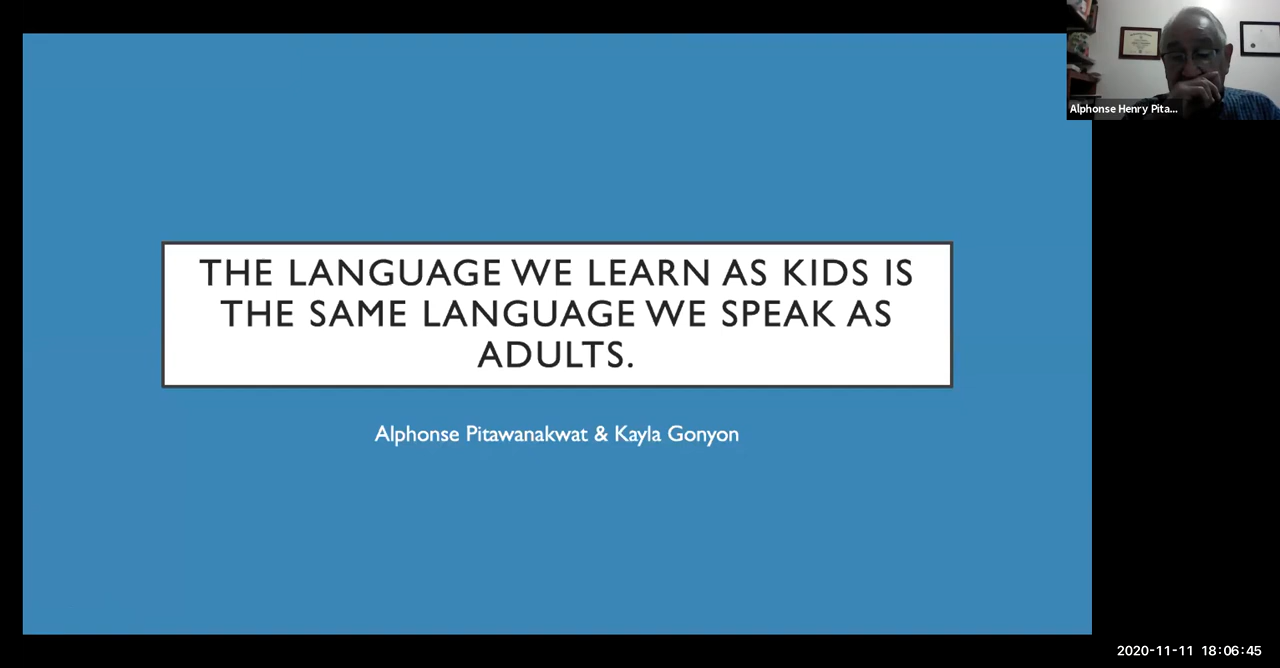 Alphonse Henry Pita...
THE LANGUAGE WE LEARN AS KIDS IS
THE SAME LANGUAGE WE SPEAK AS
ADULTS.
Alphonse Pitawanakwat & Kayla Gonyon
2020-11-11 18:06:45